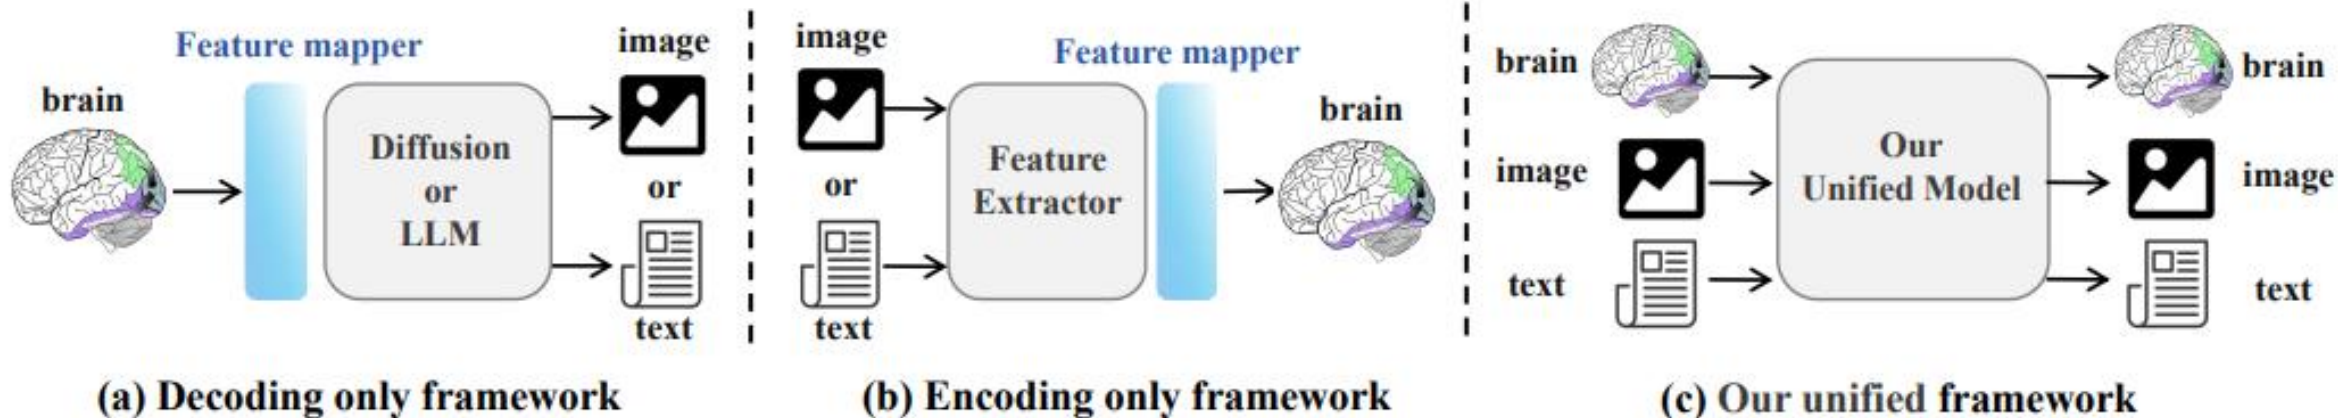 Feature mapper
image
brain
Diffusion
or
LLM
or
text
(a) Decoding only framework
image
Feature mapper
brain
or
Feature
Extractor
text
(b) Encoding only framework
brain
brain
image
Our
Unified Model
image
text
text
(c) Our unified framework